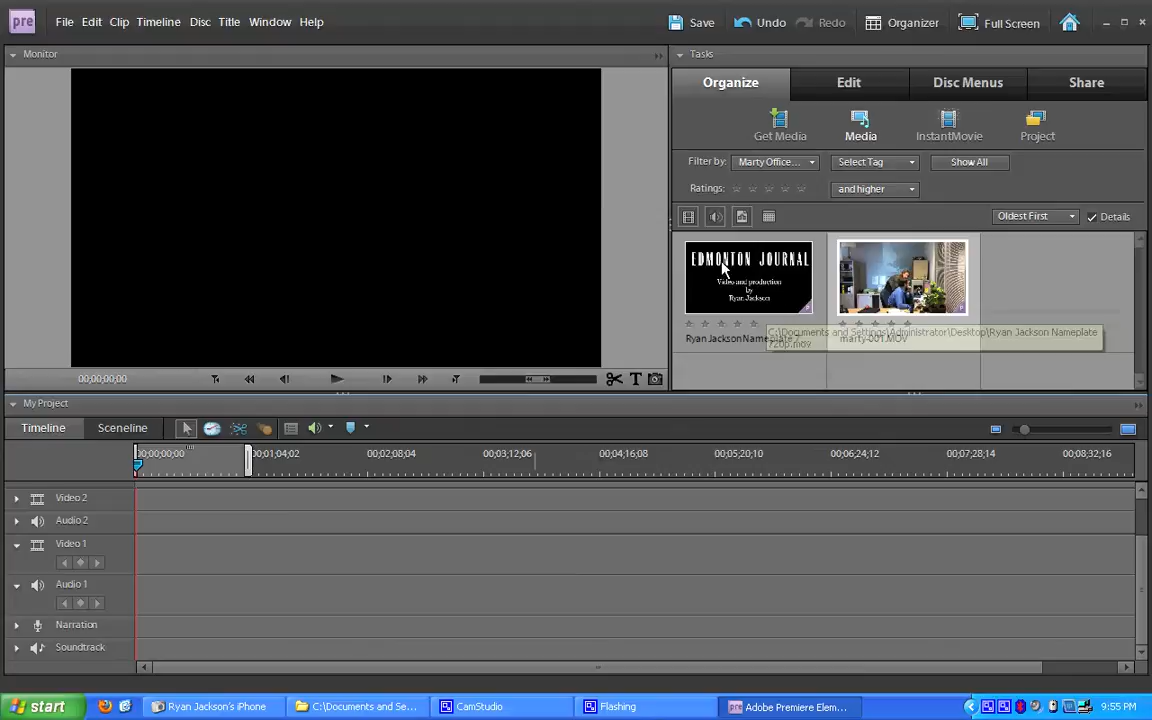 pre File Edit Clip Timeline Disc Title Window Help Save Undo Redo Organizer Full Screen
Monitor
Tasks
Organize Edit Disc Menus Share
Get Media Media InstantMovie Project
Filter by: Marty Office... Select Tag Show All
Ratings: and higher
Oldest First Details
EDMONTON JOURNAL
Video and production
by
Ryan Jackson
C:\Documents and Settings\Administrator\Desktop\Ryan Jackson Nameplate
720p.mov
Ryan Jackson Nameplate 7 marty-001.MOV
00;00;00;00
T
My Project
Timeline Sceneline
00;00;00;00 00;01;04;02 00;02;08;04 00;03;12;06 00;04;16;08 00;05;20;10 00;06;24;12 00;07;28;14 00;08;32;16
Video 2
Audio 2
Video 1
Audio 1
Narration
Soundtrack
start Ryan Jackson's iPhone C:\Documents and Se... CamStudio Flashing Adobe Premiere Elem... 9:55 PM